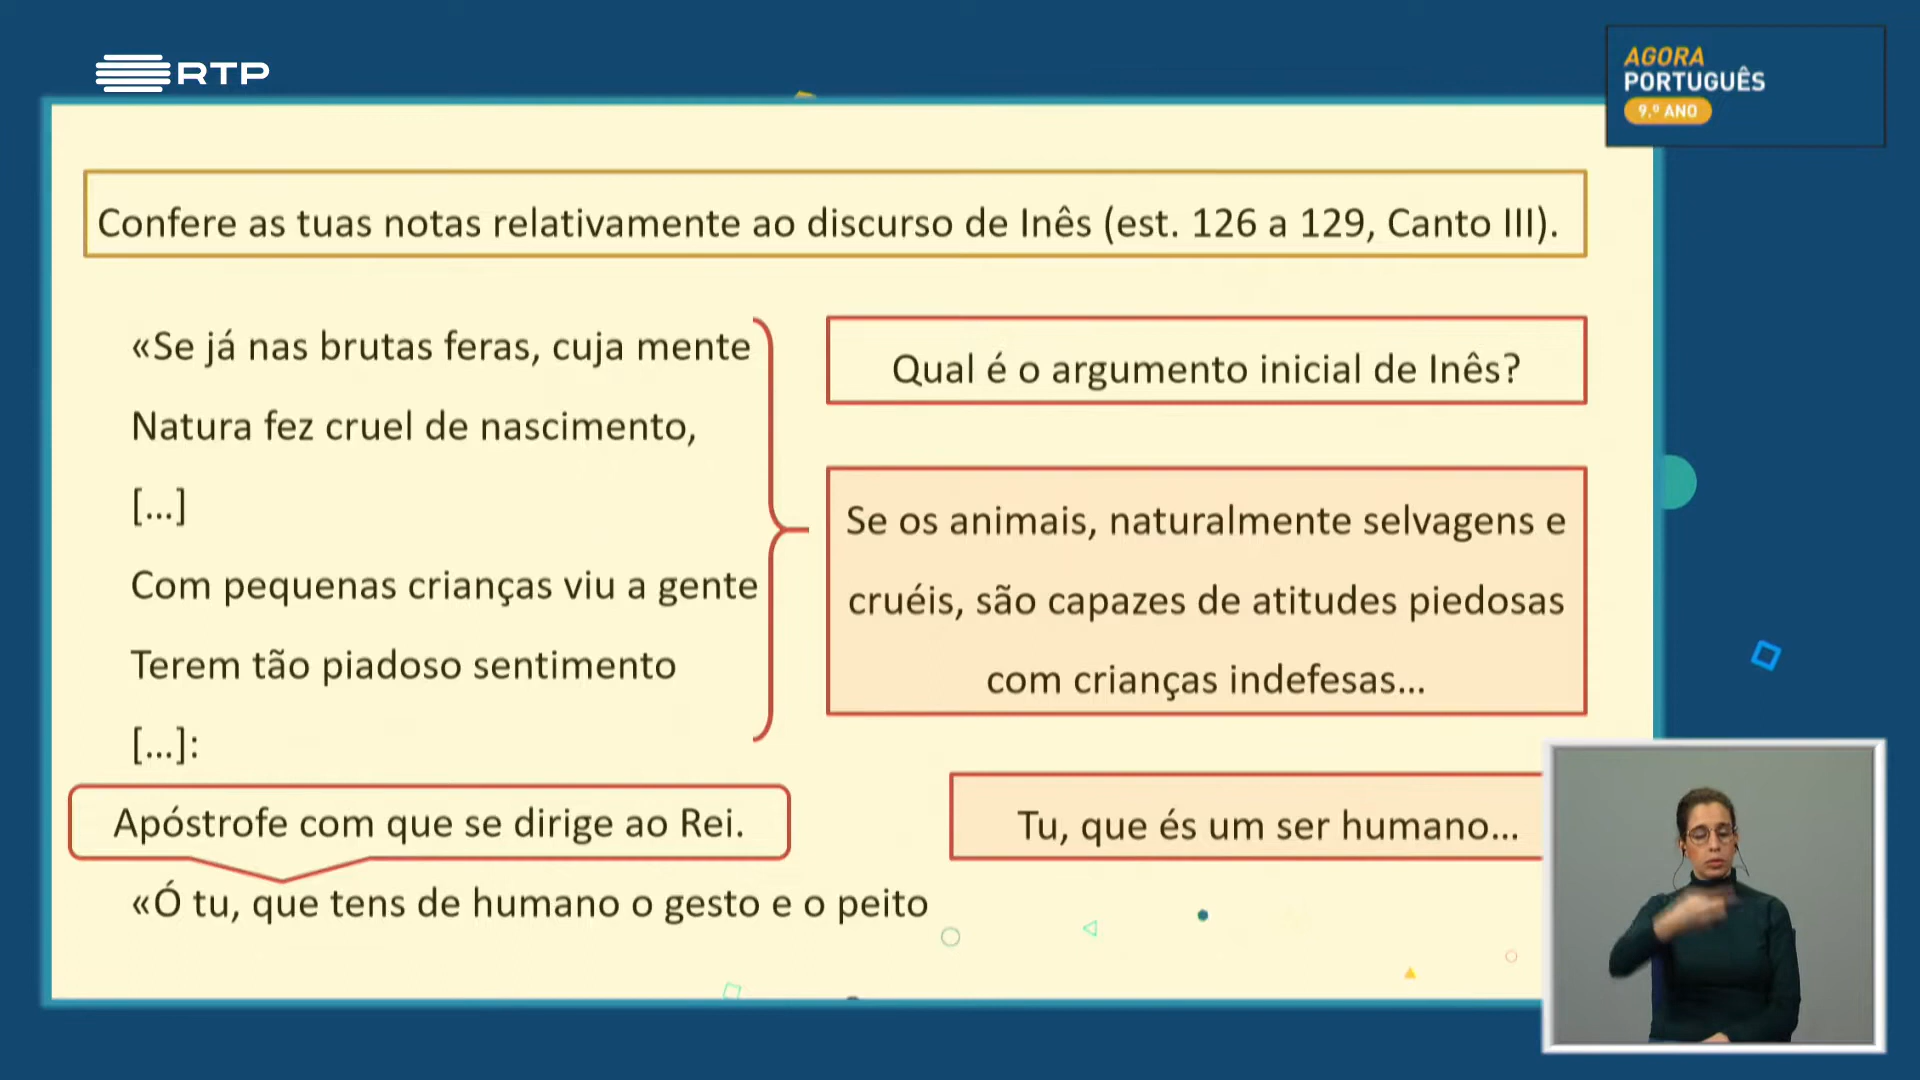 RTP
AGORA
PORTUGUÊS
9.º ANO
Confere as tuas notas relativamente ao discurso de Inês (est. 126 a 129, Canto III).
«Se já nas brutas feras, cuja mente
Natura fez cruel de nascimento,
[...]
Com pequenas crianças viu a gente
Terem tão piadoso sentimento
[...]:
Apóstrofe com que se dirige ao Rei.
«Ó tu, que tens de humano o gesto e o peito
Qual é o argumento inicial de Inês?
Se os animais, naturalmente selvagens e
cruéis, são capazes de atitudes piedosas
com crianças indefesas...
Tu, que és um ser humano...